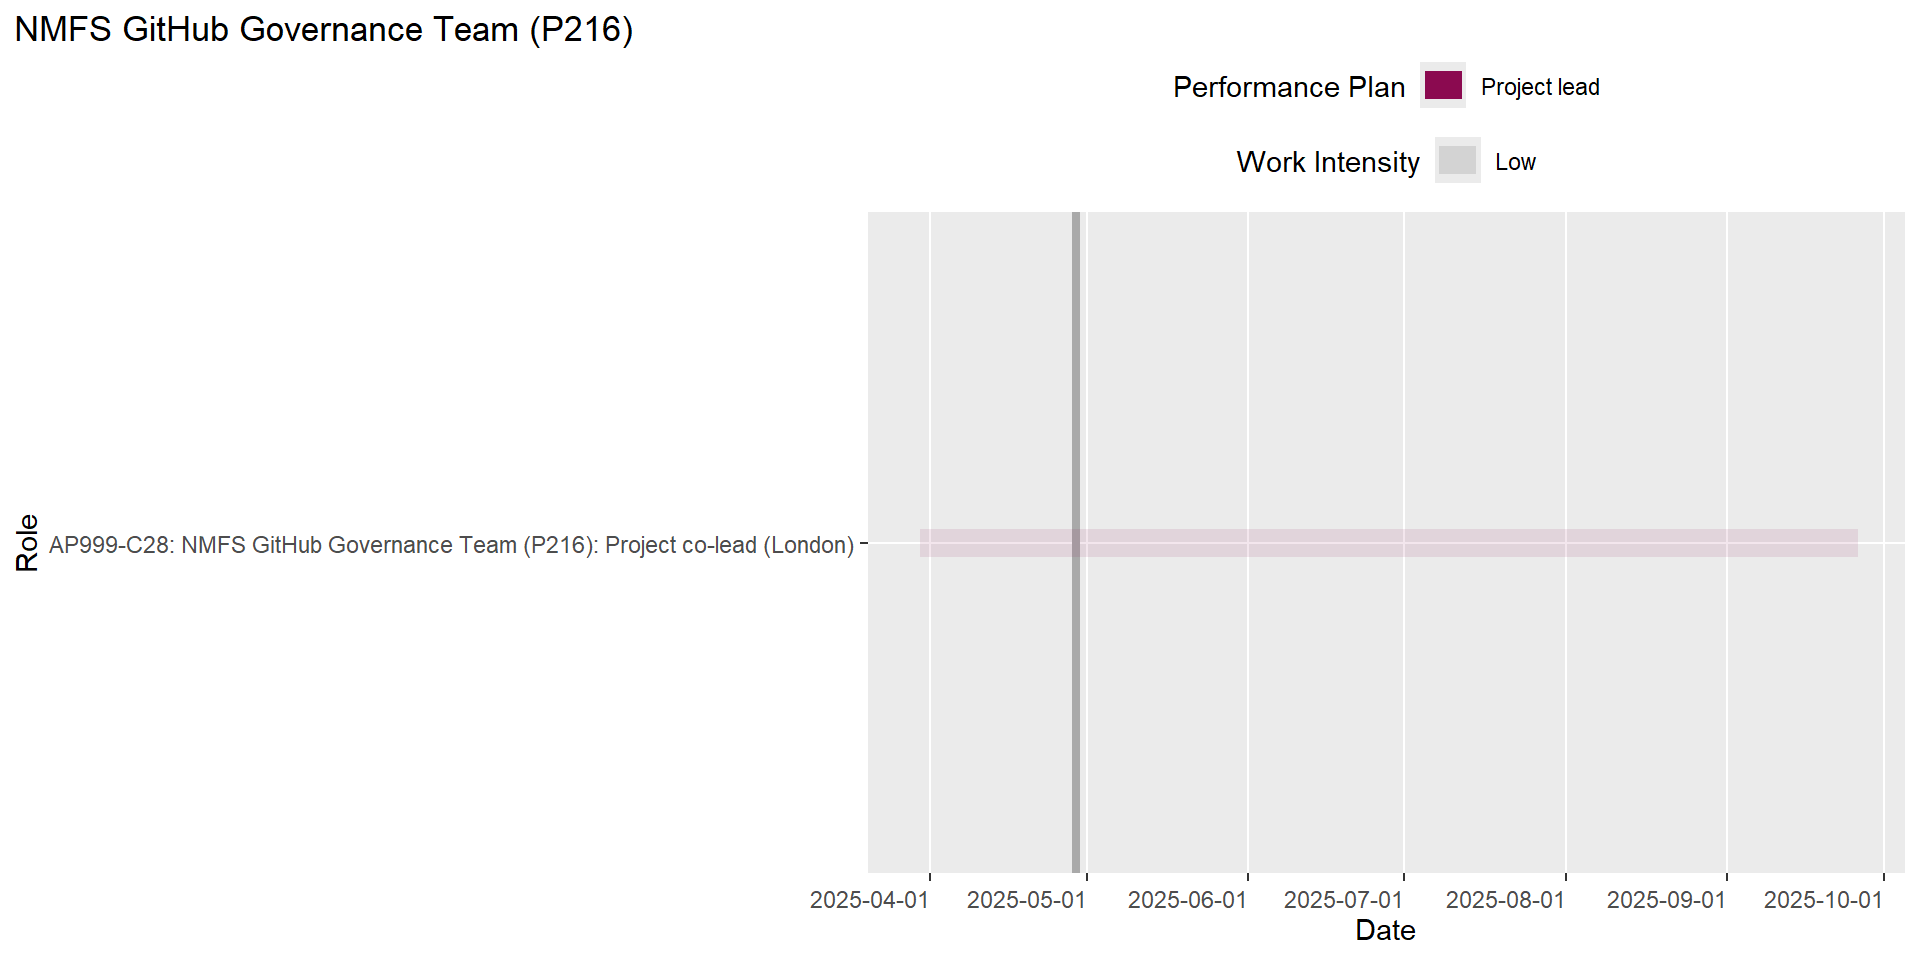 NMFS GitHub Governance Team (P216)
Performance Plan Project lead
Work Intensity Low
Role
AP999-C28: NMFS GitHub Governance Team (P216): Project co-lead (London)
2025-04-01 2025-05-01 2025-06-01 2025-07-01 2025-08-01 2025-09-01 2025-10-01
Date